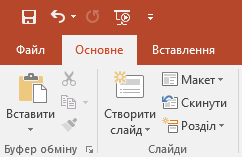 Файл Основне Вставлення
Вставити
Створити слайд
Макет
Скинути
Розділ
Буфер обміну
Слайди